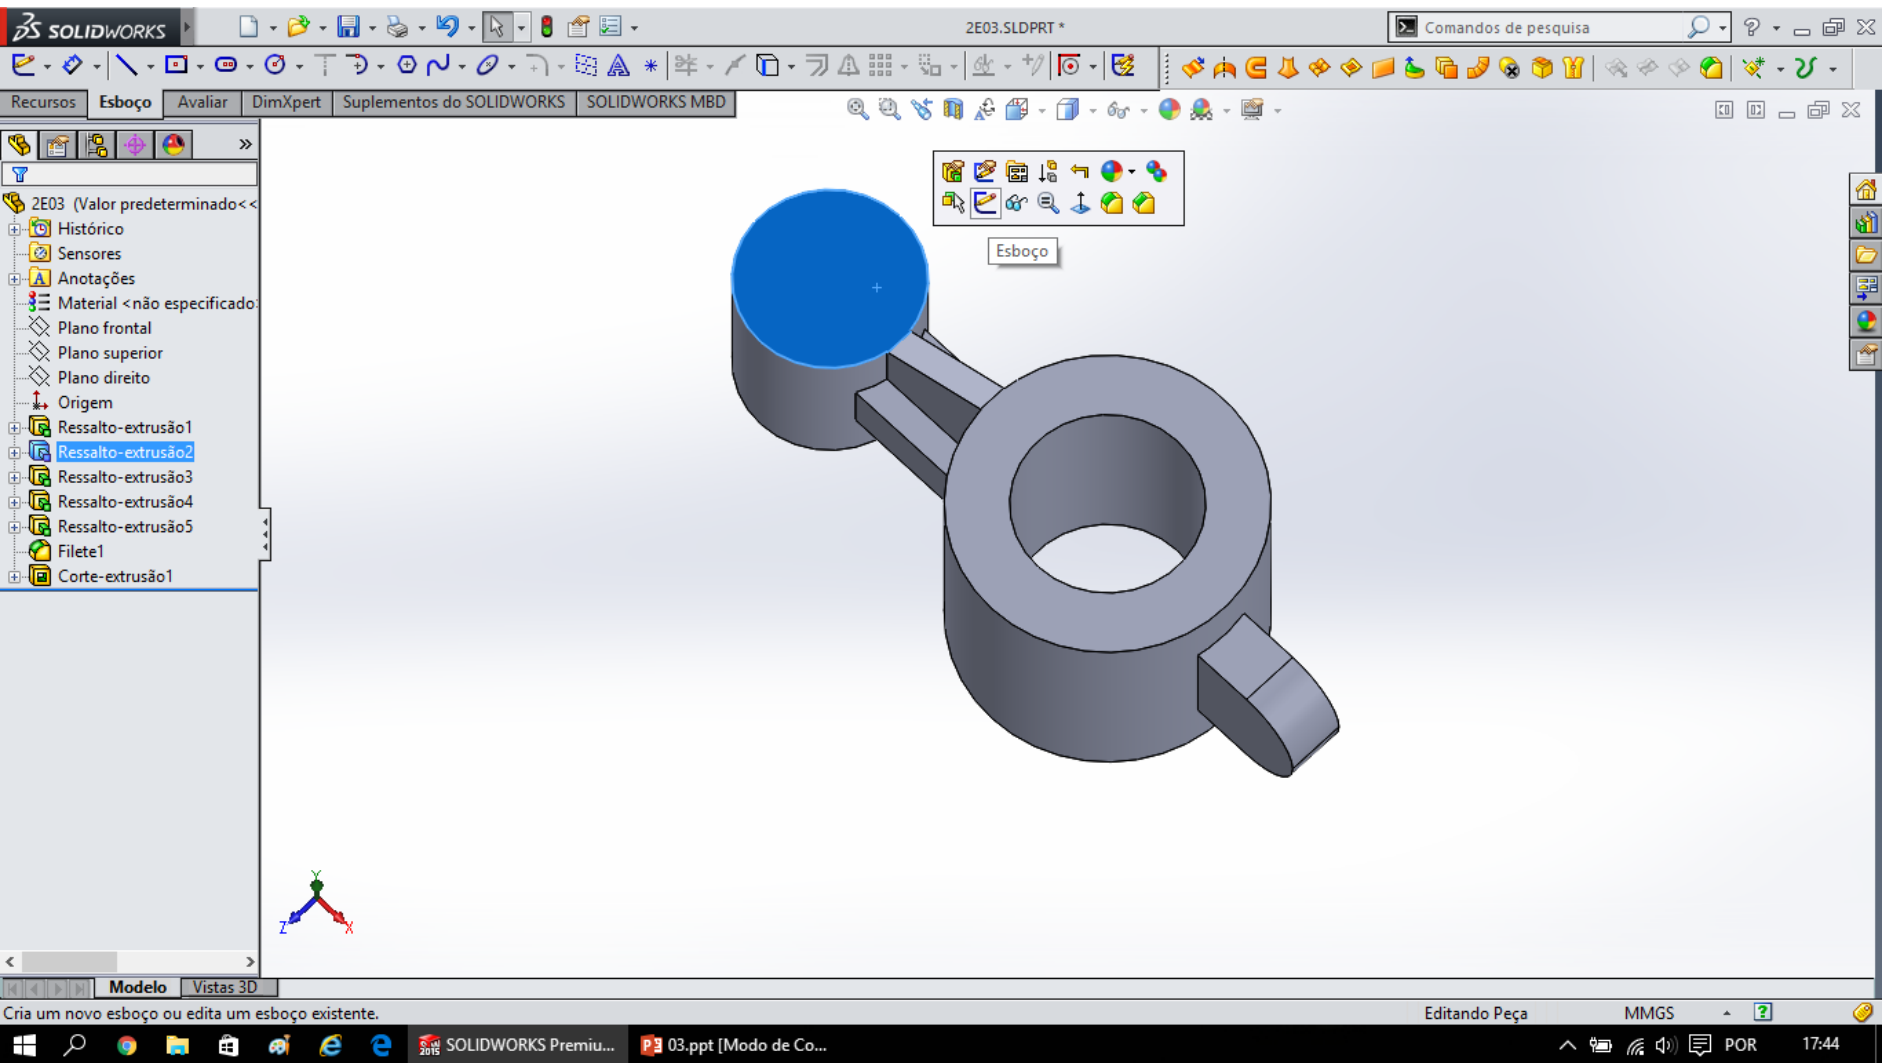 SOLIDWORKS
2E03.SLDPRT *
Comandos de pesquisa
Recursos
Esboço
Avaliar
DimXpert
Suplementos do SOLIDWORKS
SOLIDWORKS MBD
2E03 (Valor predeterminado<<
Histórico
Sensores
Anotações
Material <não especificado>
Plano frontal
Plano superior
Plano direito
Origem
Ressalto-extrusão1
Ressalto-extrusão2
Ressalto-extrusão3
Ressalto-extrusão4
Ressalto-extrusão5
Filete1
Corte-extrusão1
Esboço
Y
Z
X
Modelo
Vistas 3D
Cria um novo esboço ou edita um esboço existente.
Editando Peça
MMGS
SOLIDWORKS Premiu...
03.ppt [Modo de Co...
POR
17:44